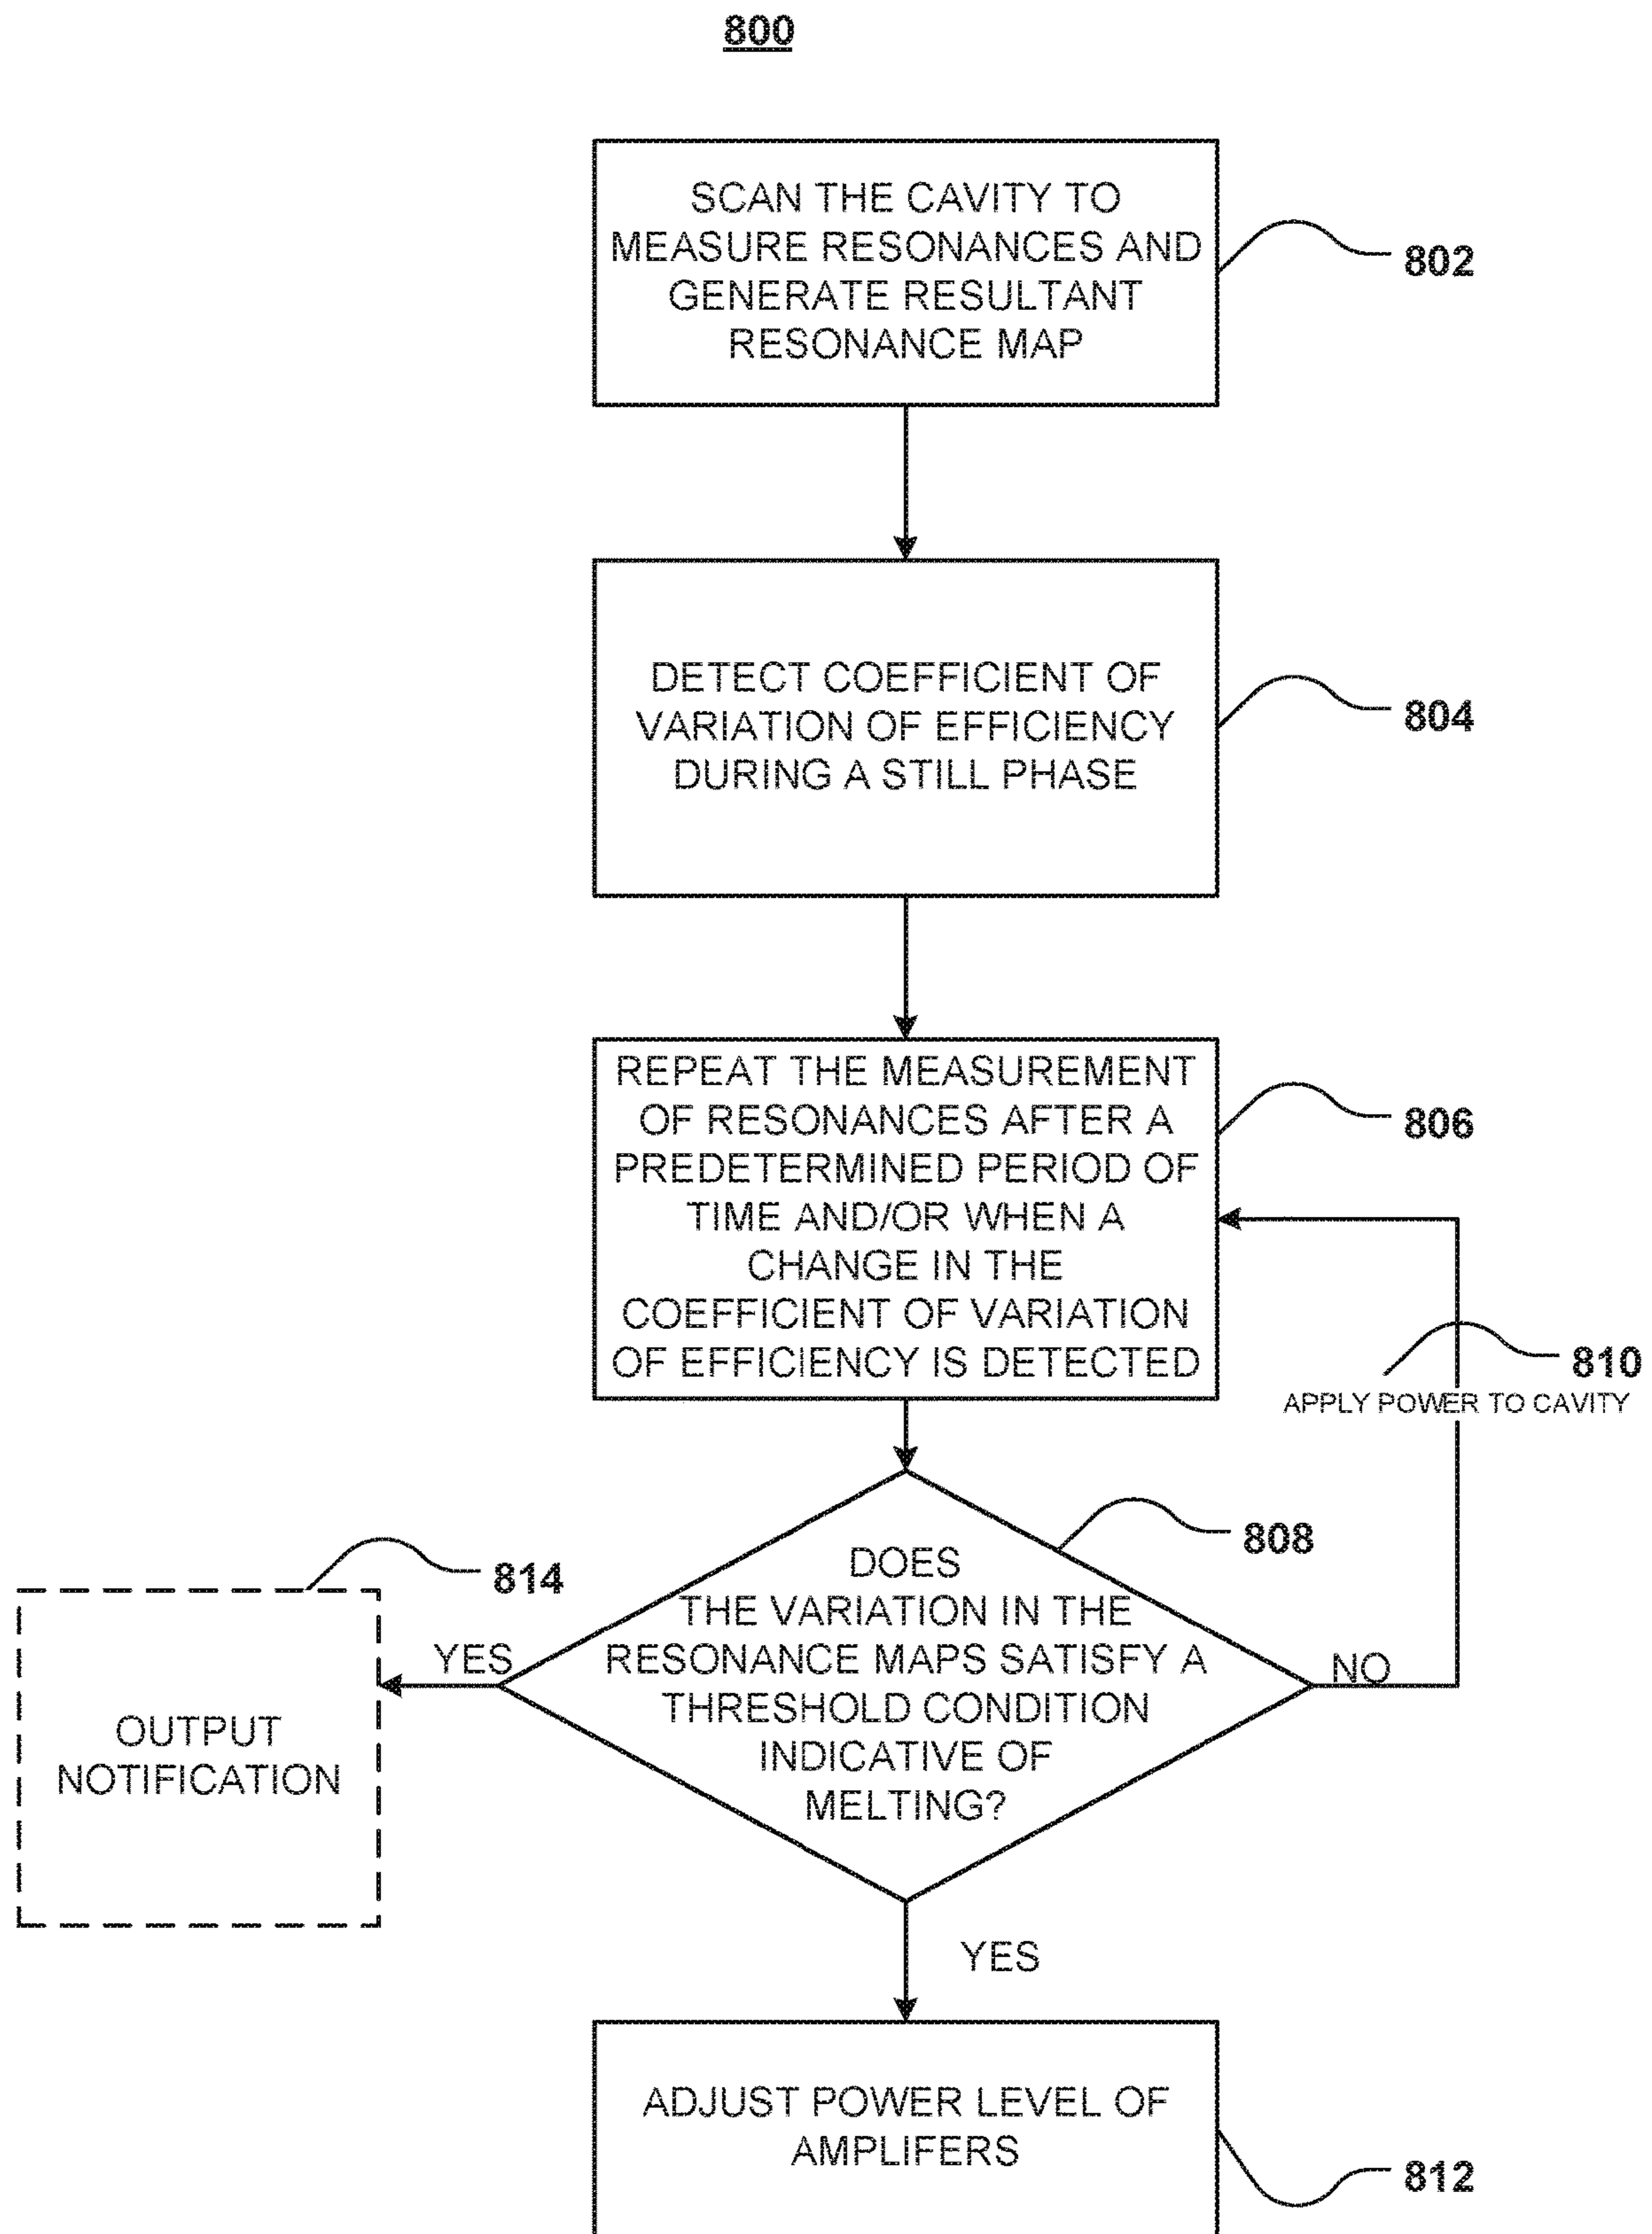 800
SCAN THE CAVITY TO
MEASURE RESONANCES AND
GENERATE RESULTANT
RESONANCE MAP
802
DETECT COEFFICIENT OF
VARIATION OF EFFICIENCY
DURING A STILL PHASE
804
REPEAT THE MEASUREMENT
OF RESONANCES AFTER A
PREDETERMINED PERIOD OF
TIME AND/OR WHEN A
CHANGE IN THE
COEFFICIENT OF VARIATION
OF EFFICIENCY IS DETECTED
806
810
APPLY POWER TO CAVITY
808
DOES
THE VARIATION IN THE
RESONANCE MAPS SATISFY A
THRESHOLD CONDITION
INDICATIVE OF
MELTING?
NO
YES
814
OUTPUT
NOTIFICATION
YES
ADJUST POWER LEVEL OF
AMPLIFERS
812